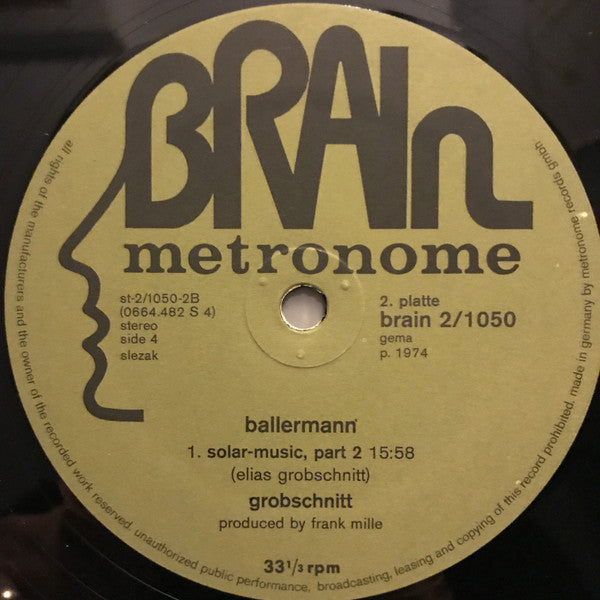 BRAIN
metronome
st-2/1050-2B
(0664.482 S 4)
stereo
side 4
slezak
2. platte
brain 2/1050
gema
p. 1974
ballermann
1. solar-music, part 2 15:58
(elias grobschnitt)
grobschnitt
produced by frank mille
33 1/3 rpm
all rights of the manufacturers and the owner of the recorded work reserved. unauthorized public performance, broadcasting, leasing and copying of this record prohibited. made in germany by metronome records gmbh.